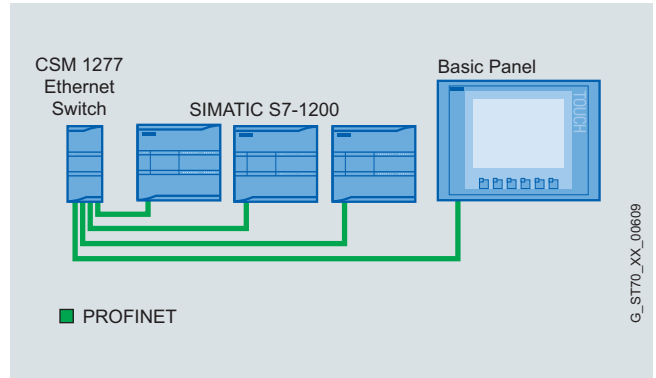 CSM 1277
Ethernet
Switch
SIMATIC S7-1200
Basic Panel
TOUCH
PROFINET
G_ST70_XX_00609